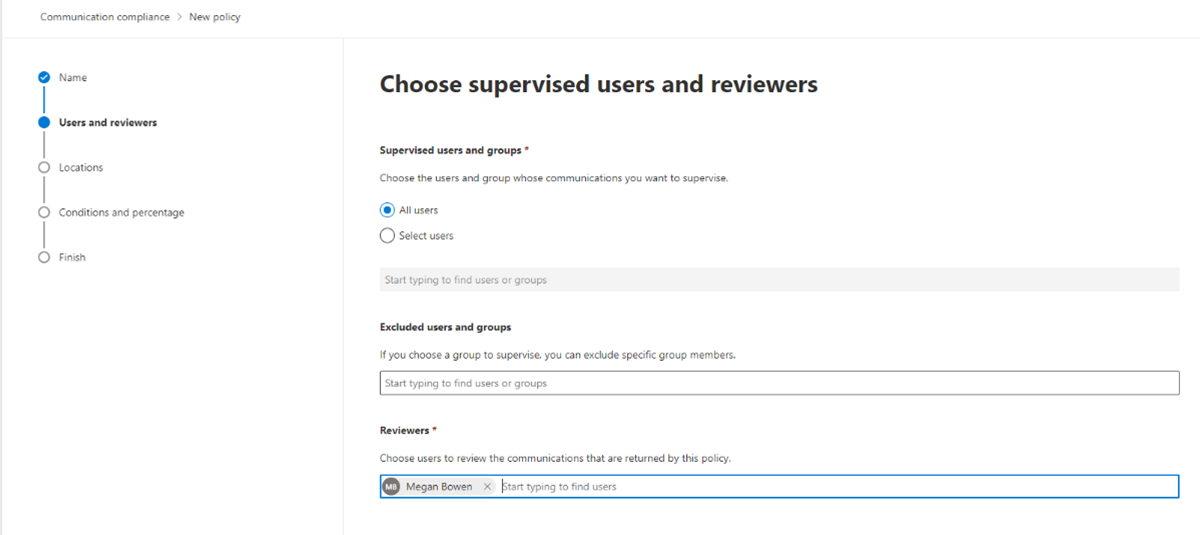 Communication compliance > New policy
Name
Users and reviewers
Locations
Conditions and percentage
Finish
Choose supervised users and reviewers
Supervised users and groups *
Choose the users and group whose communications you want to supervise.
All users
Select users
Start typing to find users or groups
Excluded users and groups
If you choose a group to supervise, you can exclude specific group members.
Start typing to find users or groups
Reviewers *
Choose users to review the communications that are returned by this policy.
MB Megan Bowen × Start typing to find users